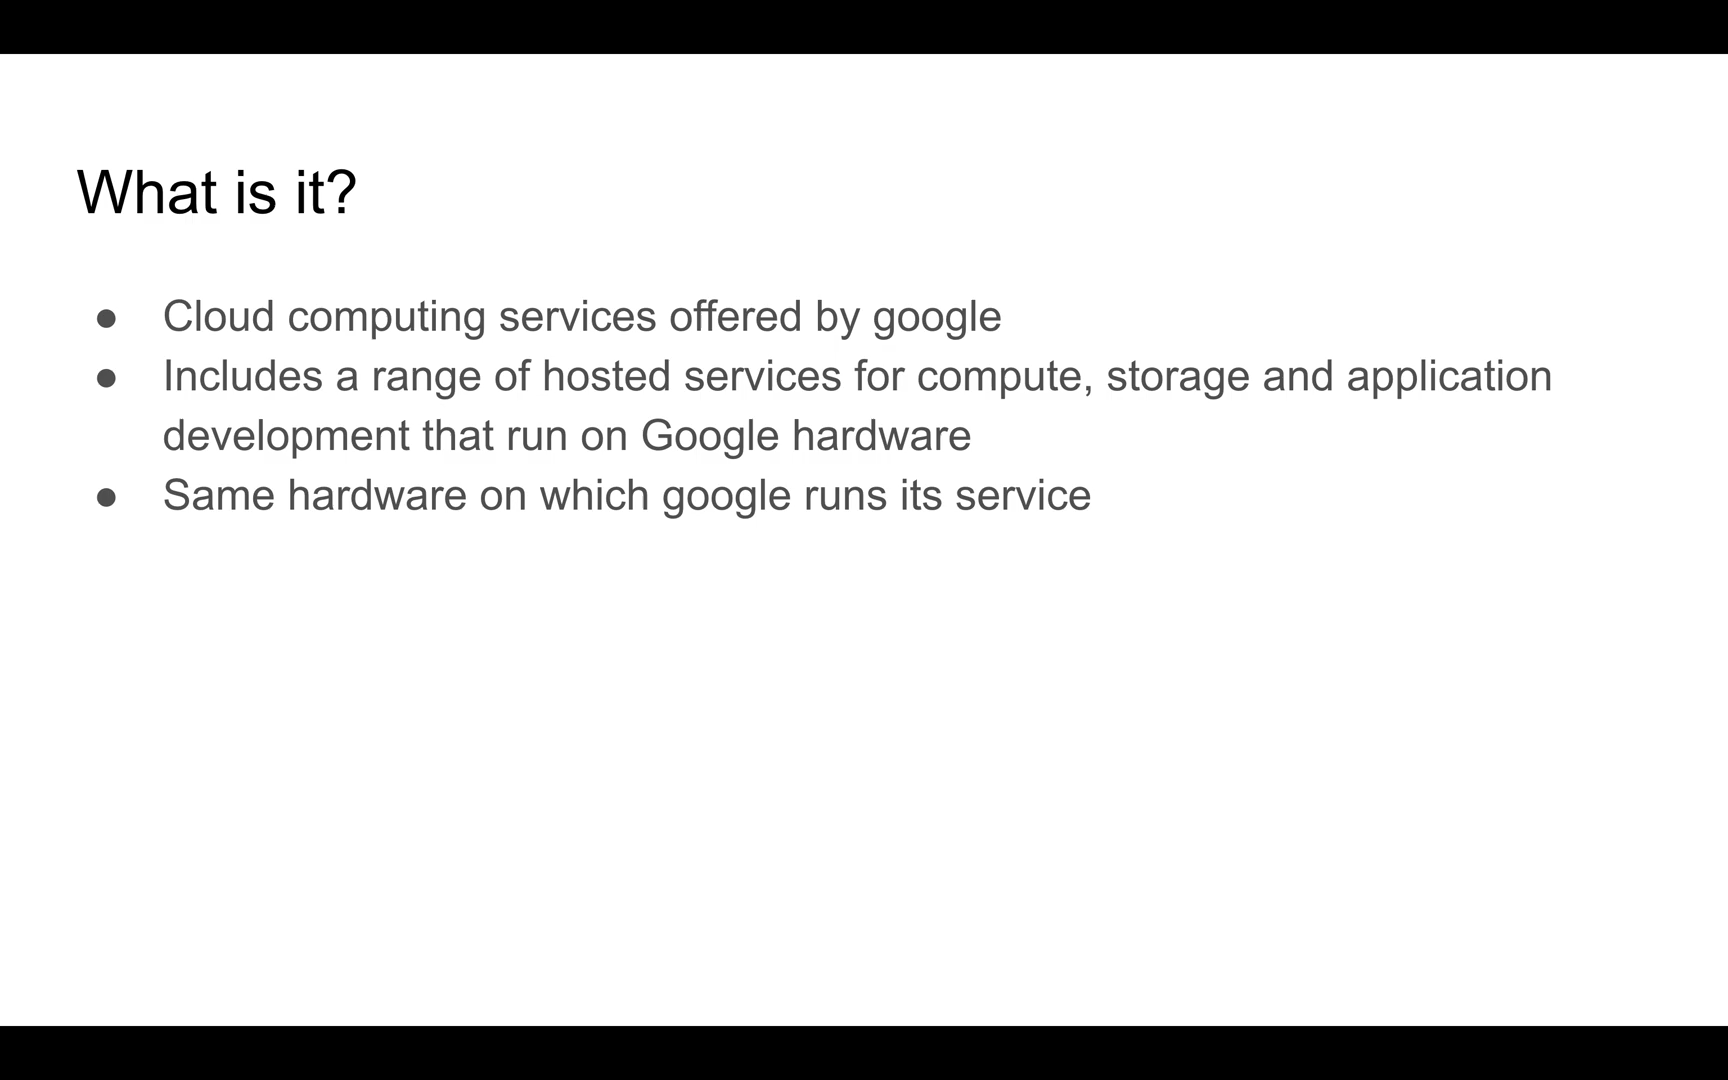 What is it?
● Cloud computing services offered by google
● Includes a range of hosted services for compute, storage and application
development that run on Google hardware
● Same hardware on which google runs its service